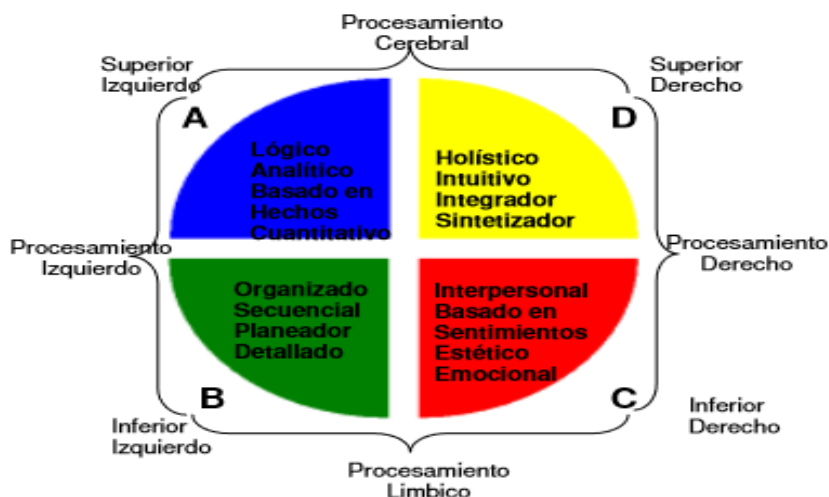 Procesamiento
Cerebral
Superior
Izquierdo
Superior
Derecho
A
D
Lógico
Analítico
Basado en
Hechos
Cuantitativo
Holístico
Intuitivo
Integrador
Sintetizador
Procesamiento
Izquierdo
Procesamiento
Derecho
Organizado
Secuencial
Planeador
Detallado
Interpersonal
Basado en
Sentimientos
Estético
Emocional
B
C
Inferior
Izquierdo
Inferior
Derecho
Procesamiento
Limbico